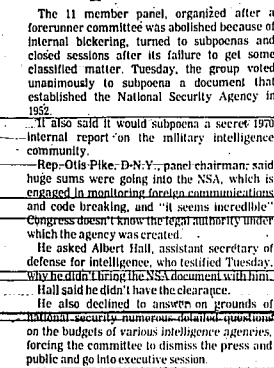 The 11 member panel, organized after a
forerunner committee was abolished because of
internal bickering, turned to subpoenas and
closed sessions after its failure to get some
classified matter. Tuesday, the group voted
unanimously to subpoena a document that
established the National Security Agency in
1952.
It also said it would subpoena a secret 1970
internal report on the military intelligence
community.
Rep. Otis Pike, D-N.Y., panel chairman, said
huge sums were going into the NSA, which is
engaged in monitoring foreign communications
and code breaking, and "it seems incredible"
Congress doesn't know the legal authority under
which the agency was created.
He asked Albert Hall, assistant secretary of
defense for intelligence, who testified Tuesday,
why he didn't bring the NSA document with him.
Hall said he didn't have the clearance.
He also declined to answer on grounds of
national security numerous detailed questions
on the budgets of various intelligence agencies,
forcing the committee to dismiss the press and
public and go into executive session.